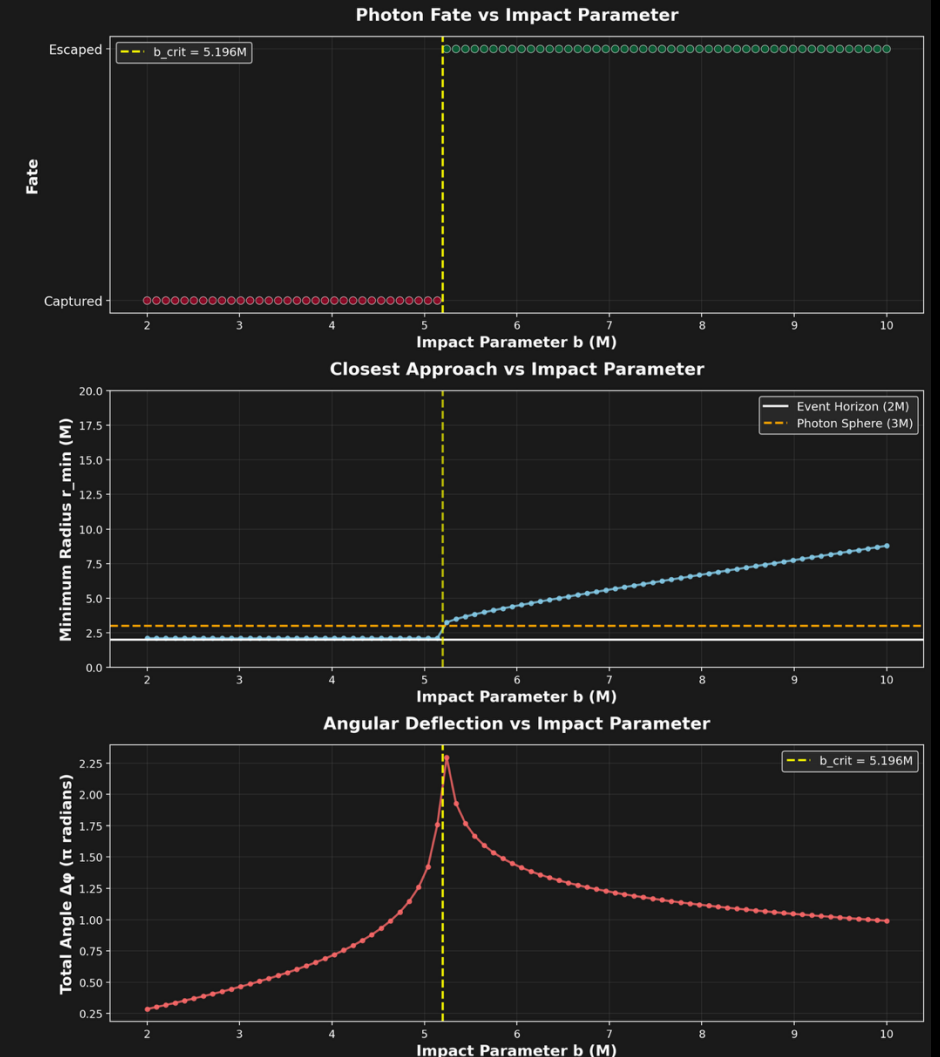 Photon Fate vs Impact Parameter
Escaped
b_crit = 5.196M
Fate
Captured
2 3 4 5 6 7 8 9 10
Impact Parameter b (M)
Closest Approach vs Impact Parameter
20.0
Event Horizon (2M)
Photon Sphere (3M)
17.5
15.0
12.5
10.0
7.5
5.0
2.5
0.0
Minimum Radius r_min (M)
2 3 4 5 6 7 8 9 10
Impact Parameter b (M)
Angular Deflection vs Impact Parameter
b_crit = 5.196M
2.25
2.00
1.75
1.50
1.25
1.00
0.75
0.50
0.25
Total Angle Δφ (π radians)
2 3 4 5 6 7 8 9 10
Impact Parameter b (M)